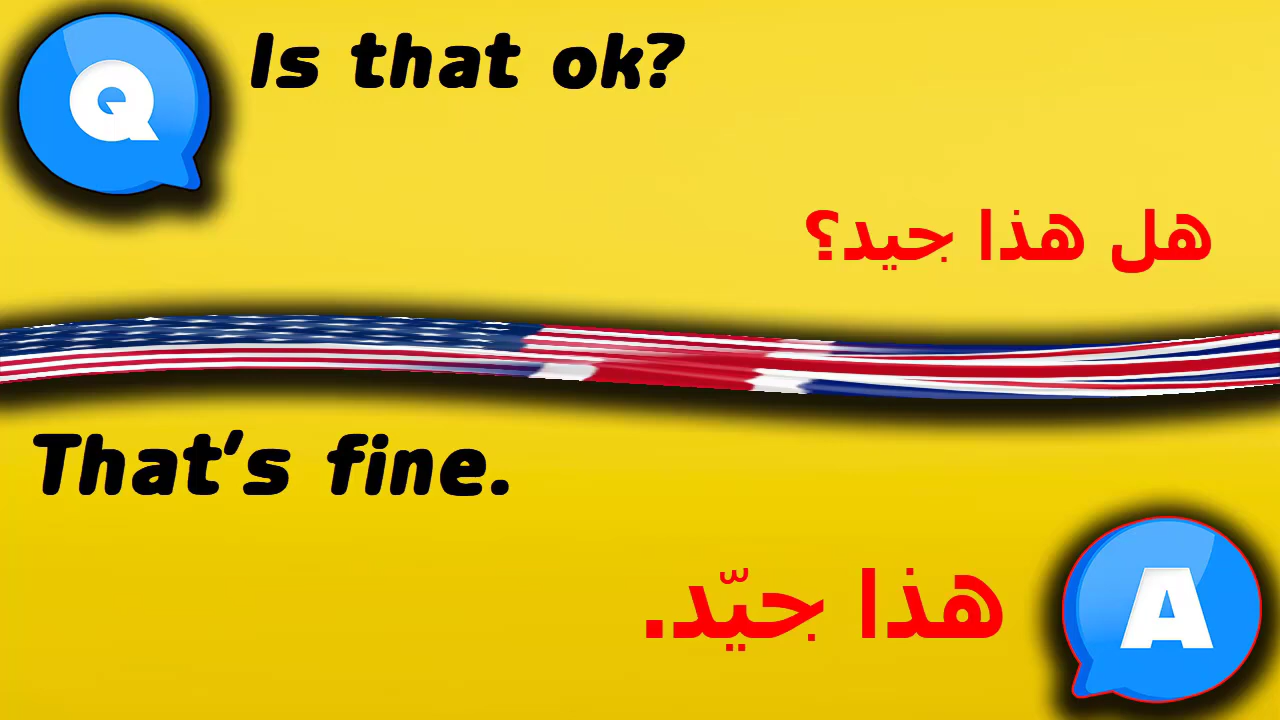 Q
Is that ok?
هل هذا جيد؟
That's fine.
هذا جيّد.
A